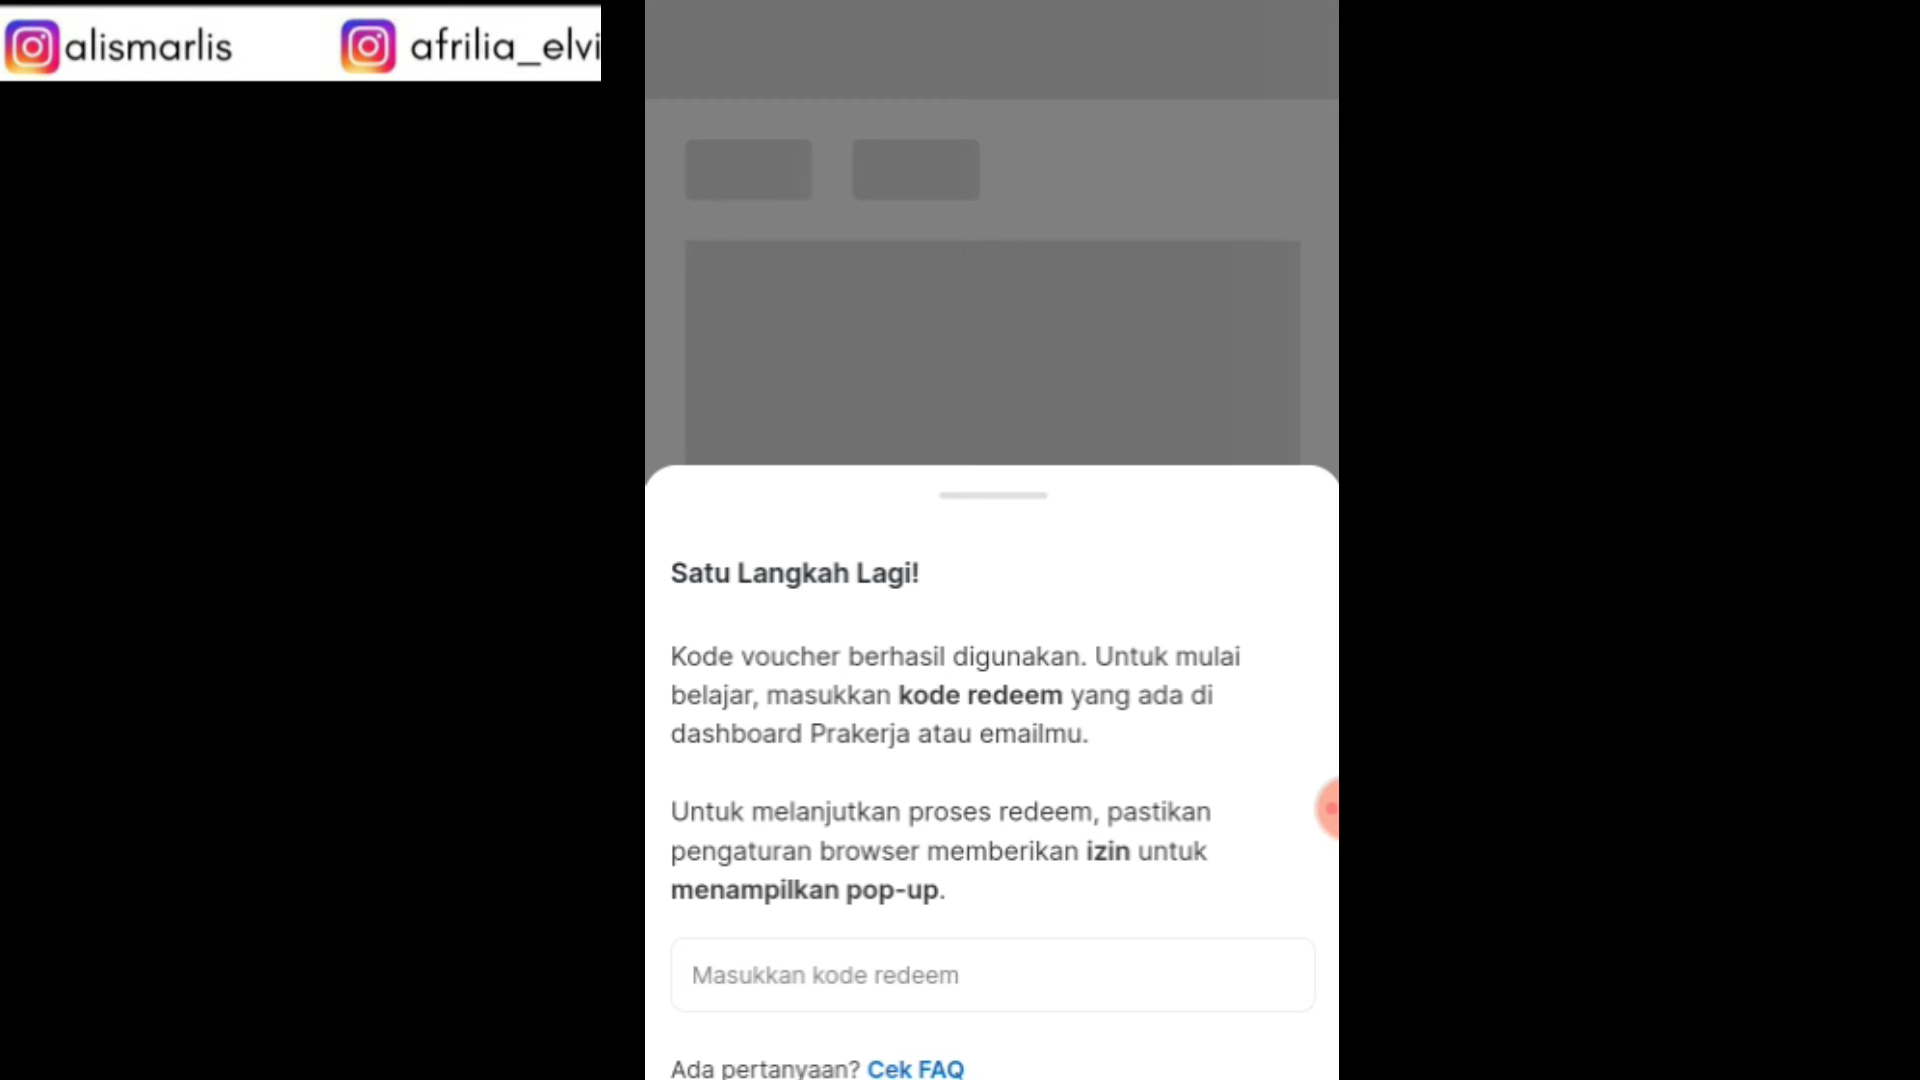 alismarlis
afrilia_elvi
Satu Langkah Lagi!
Kode voucher berhasil digunakan. Untuk mulai
belajar, masukkan kode redeem yang ada di
dashboard Prakerja atau emailmu.
Untuk melanjutkan proses redeem, pastikan
pengaturan browser memberikan izin untuk
menampilkan pop-up.
Masukkan kode redeem
Ada pertanyaan? Cek FAQ